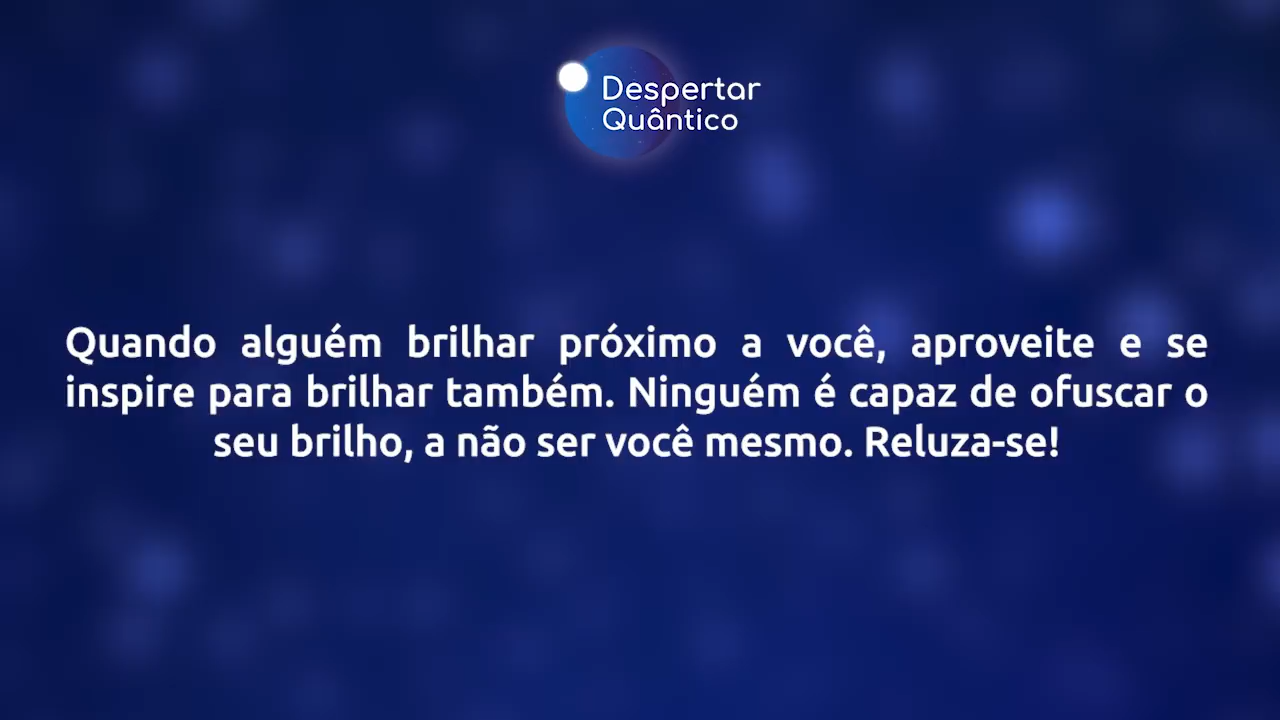 Despertar
Quântico
Quando alguém brilhar próximo a você, aproveite e se
inspire para brilhar também. Ninguém é capaz de ofuscar o
seu brilho, a não ser você mesmo. Reluza-se!